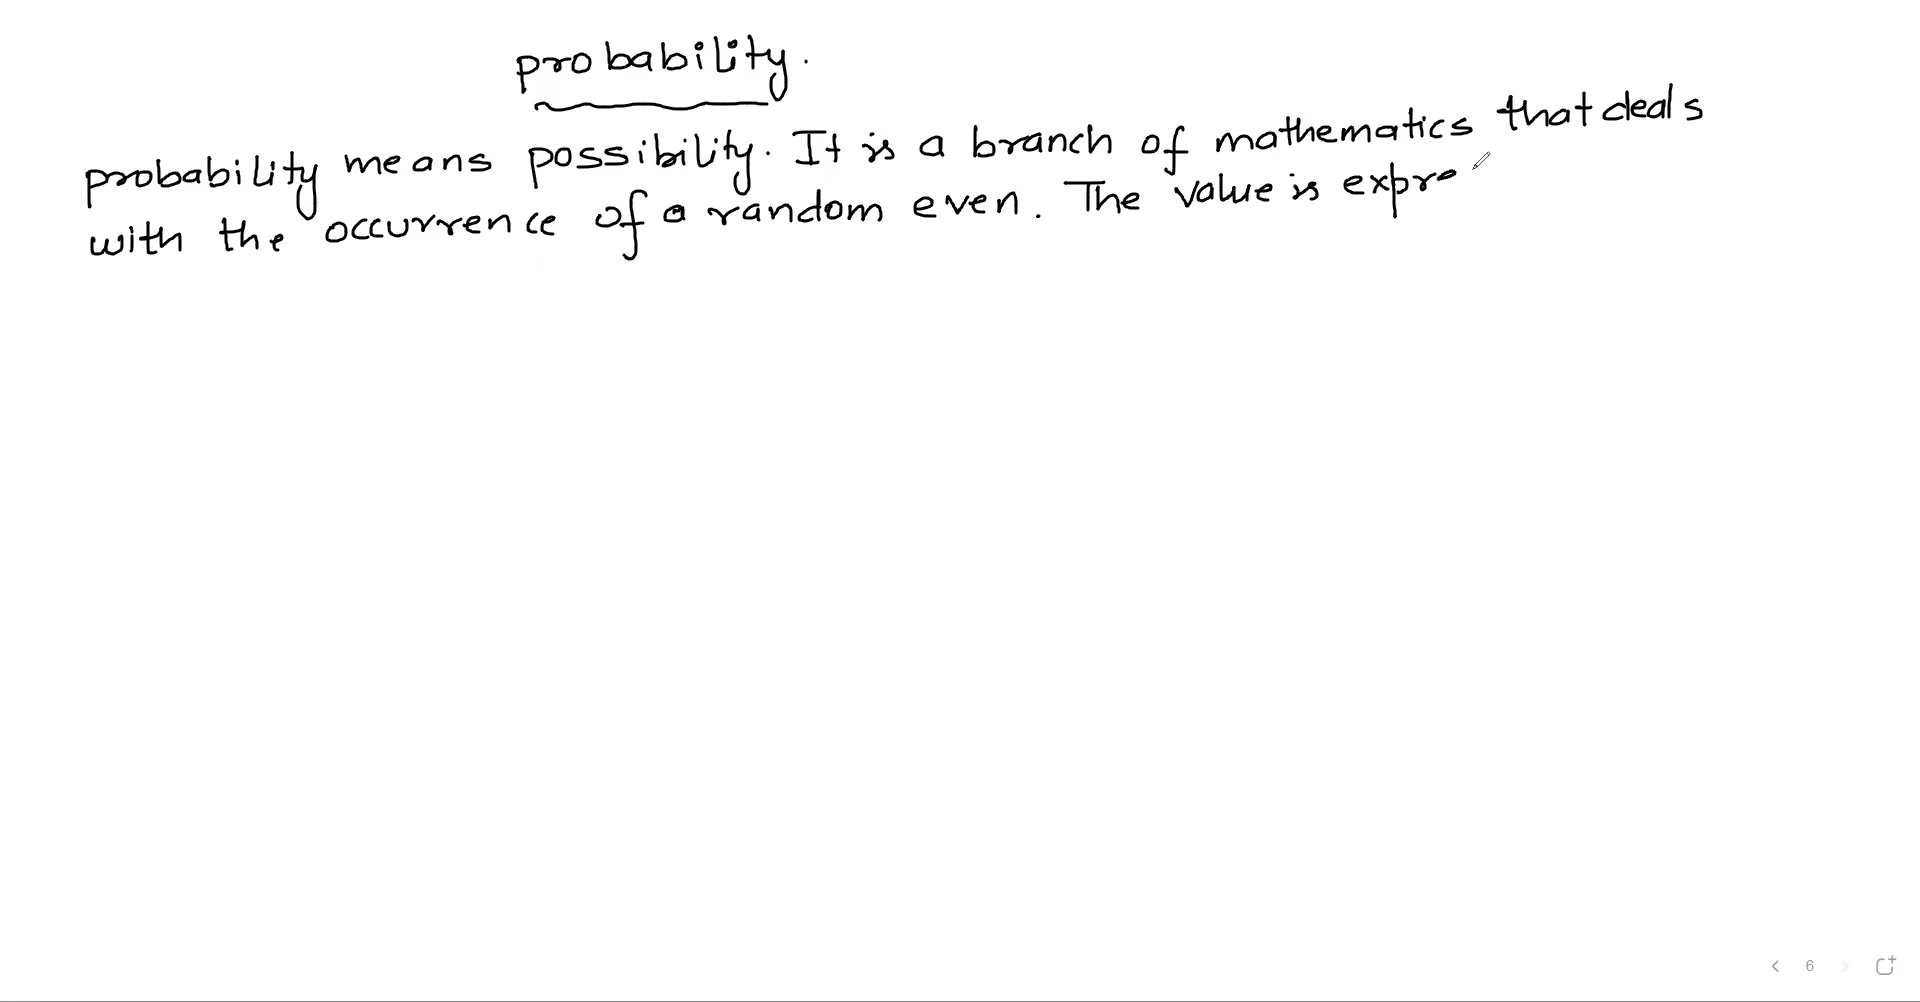 probability.
probability means possibility. It is a branch of mathematics that deals
with the occurrence of a random even. The value is expre
6